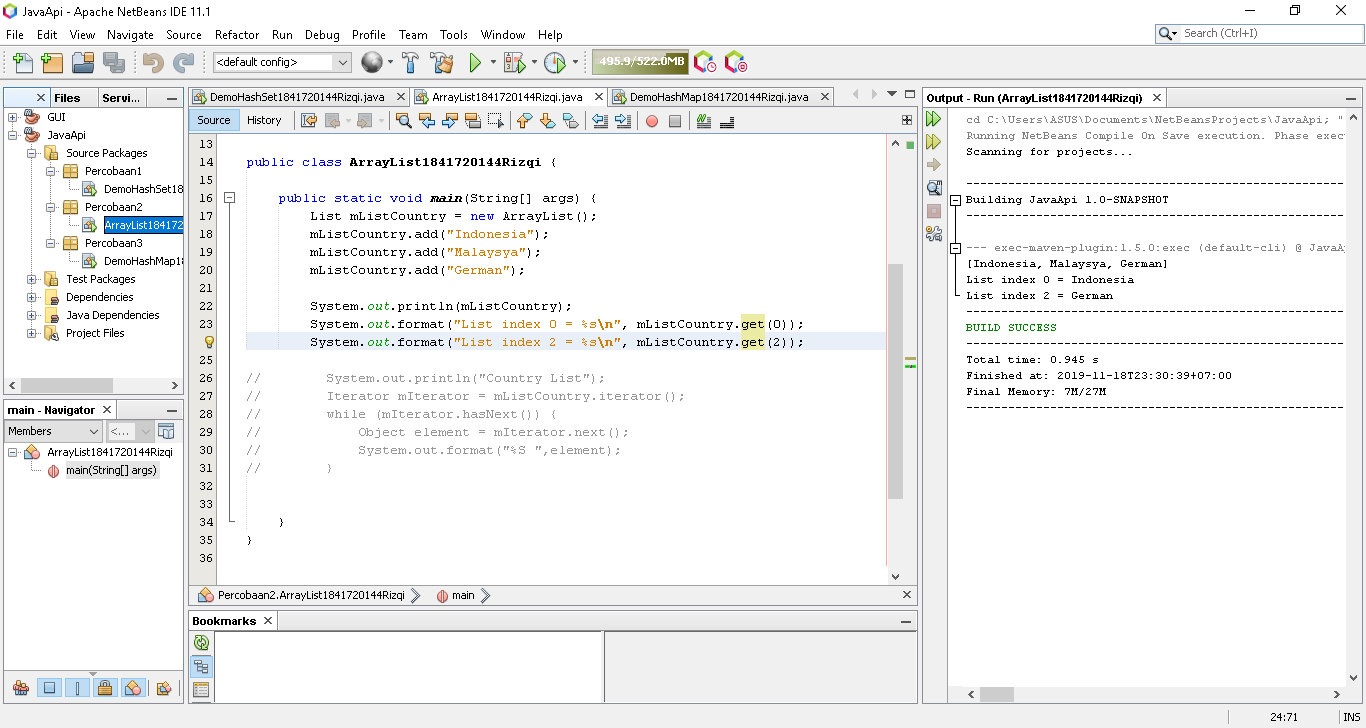 JavaApi - Apache NetBeans IDE 11.1
File Edit View Navigate Source Refactor Run Debug Profile Team Tools Window Help
Search (Ctrl+I)
<default config>
495.9/522.0MB
Files
Servi...
GUI
JavaApi
Source Packages
Percobaan1
DemoHashSet18
Percobaan2
ArrayList184172
Percobaan3
DemoHashMap18
Test Packages
Dependencies
Java Dependencies
Project Files
main - Navigator
Members
<...
ArrayList1841720144Rizqi
main(String[] args)
DemoHashSet1841720144Rizqi.java
ArrayList1841720144Rizqi.java
DemoHashMap1841720144Rizqi.java
Source History
13
14 public class ArrayList1841720144Rizqi {
15
16 public static void main(String[] args) {
17 List mListCountry = new ArrayList();
18 mListCountry.add("Indonesia");
19 mListCountry.add("Malaysya");
20 mListCountry.add("German");
21
22 System.out.println(mListCountry);
23 System.out.format("List index 0 = %s\n", mListCountry.get(0));
System.out.format("List index 2 = %s\n", mListCountry.get(2));
25
26 // System.out.println("Country List");
27 // Iterator mIterator = mListCountry.iterator();
28 // while (mIterator.hasNext()) {
29 // Object element = mIterator.next();
30 // System.out.format("%S ",element);
31 // }
32
33
34 }
35 }
36
Percobaan2.ArrayList1841720144Rizqi
main
Bookmarks
Output - Run (ArrayList1841720144Rizqi)
cd C:\Users\ASUS\Documents\NetBeansProjects\JavaApi; "
Running NetBeans Compile On Save execution. Phase exec
Scanning for projects...
------------------------------------------------
Building JavaApi 1.0-SNAPSHOT
------------------------------------------------
--- exec-maven-plugin:1.5.0:exec (default-cli) @ JavaA
[Indonesia, Malaysya, German]
List index 0 = Indonesia
List index 2 = German
------------------------------------------------
BUILD SUCCESS
------------------------------------------------
Total time: 0.945 s
Finished at: 2019-11-18T23:30:39+07:00
Final Memory: 7M/27M
------------------------------------------------
24:71
INS